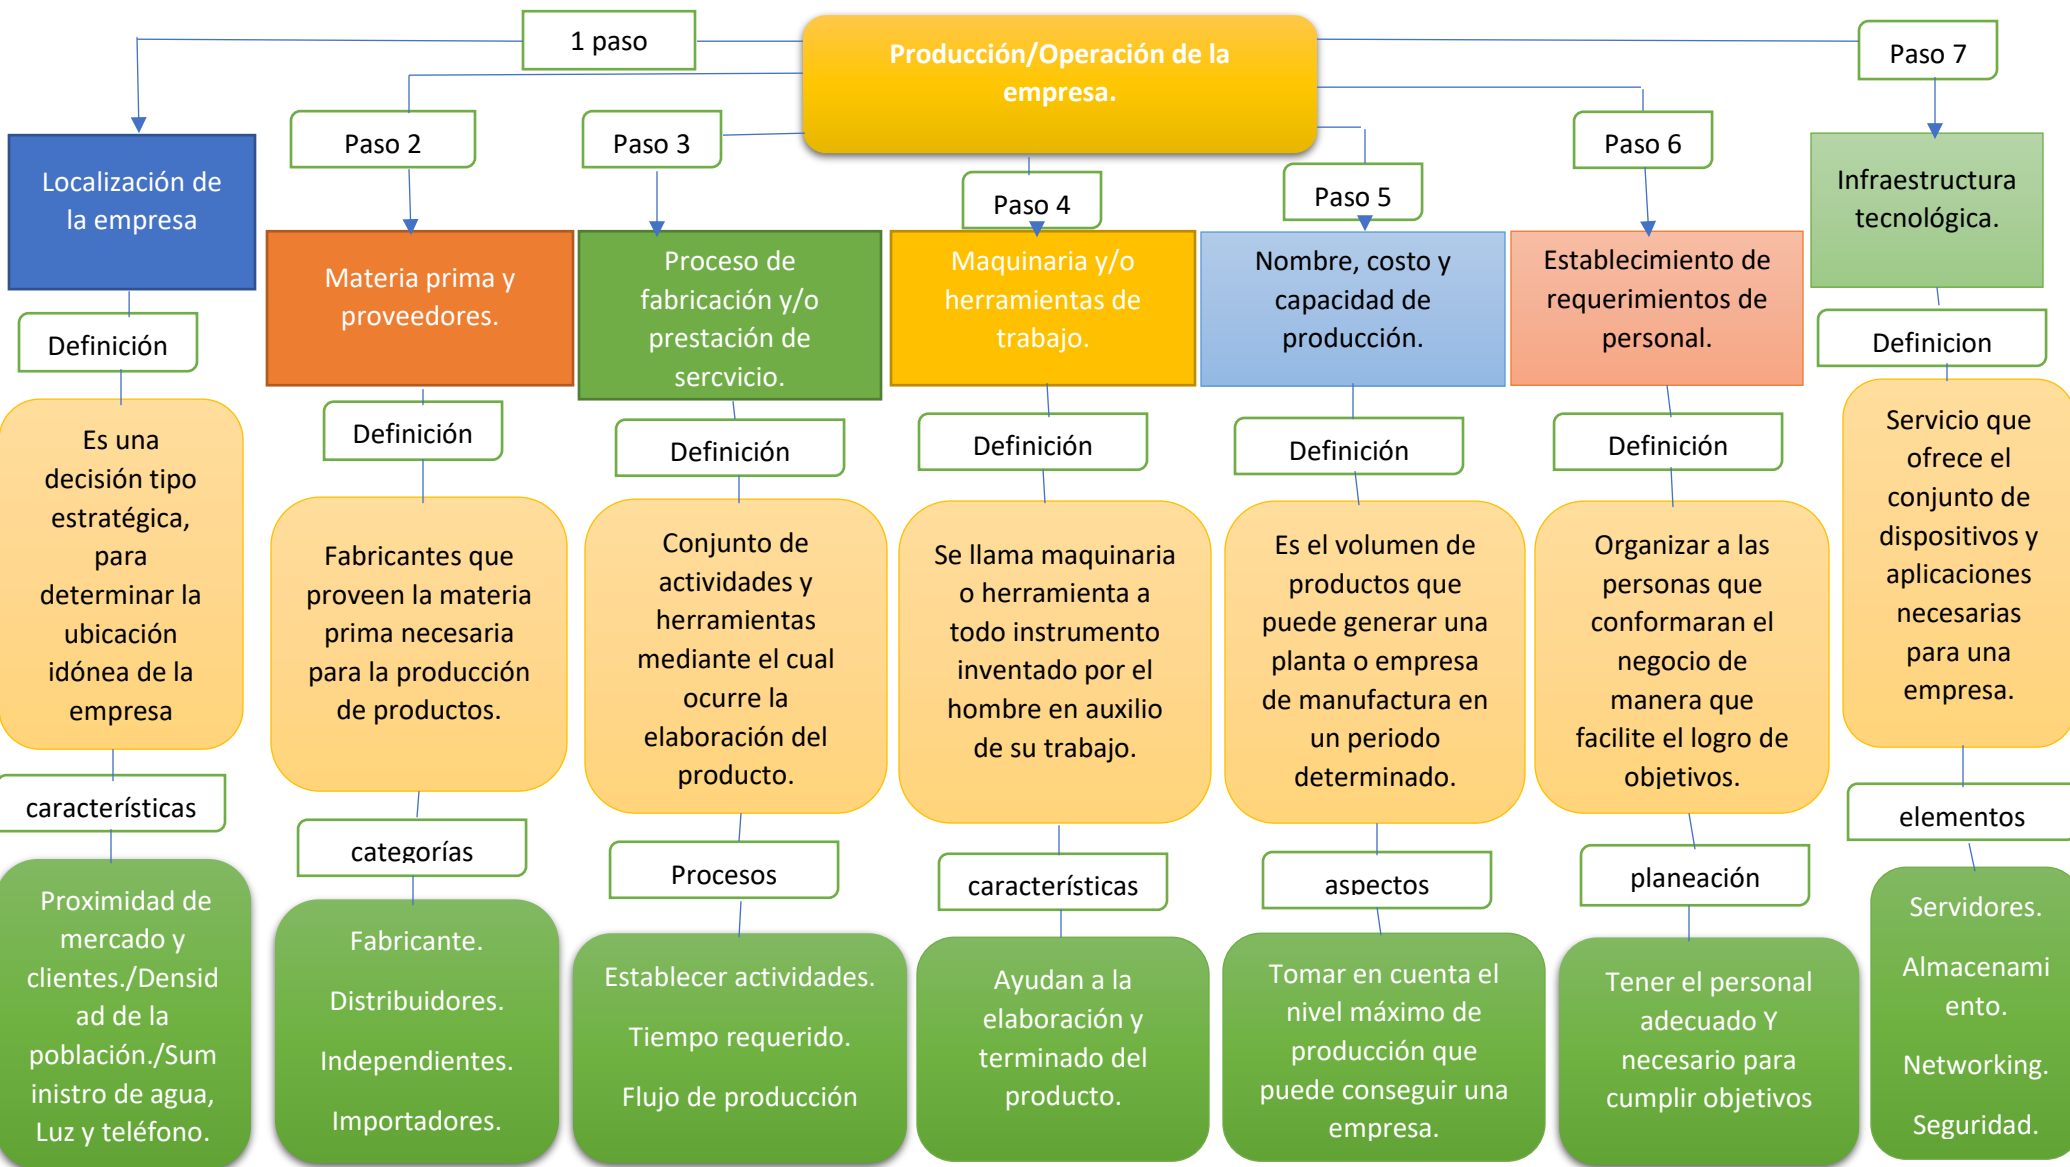 Producción/Operación de la
empresa.
1 paso
Localización de
la empresa
Definición
Es una
decisión tipo
estratégica,
para
determinar la
ubicación
idónea de la
empresa
características
Proximidad de
mercado y
clientes./Densid
ad de la
población./Sum
inistro de agua,
Luz y teléfono.
Paso 2
Materia prima y
proveedores.
Definición
Fabricantes que
proveen la materia
prima necesaria
para la producción
de productos.
categorías
Fabricante.
Distribuidores.
Independientes.
Importadores.
Paso 3
Proceso de
fabricación y/o
prestación de
sercvicio.
Definición
Conjunto de
actividades y
herramientas
mediante el cual
ocurre la
elaboración del
producto.
Procesos
Establecer actividades.
Tiempo requerido.
Flujo de producción
Paso 4
Maquinaria y/o
herramientas de
trabajo.
Definición
Se llama maquinaria
o herramienta a
todo instrumento
inventado por el
hombre en auxilio
de su trabajo.
características
Ayudan a la
elaboración y
terminado del
producto.
Paso 5
Nombre, costo y
capacidad de
producción.
Definición
Es el volumen de
productos que
puede generar una
planta o empresa
de manufactura en
un periodo
determinado.
aspectos
Tomar en cuenta el
nivel máximo de
producción que
puede conseguir una
empresa.
Paso 6
Establecimiento de
requerimientos de
personal.
Definición
Organizar a las
personas que
conformaran el
negocio de
manera que
facilite el logro de
objetivos.
planeación
Tener el personal
adecuado Y
necesario para
cumplir objetivos
Paso 7
Infraestructura
tecnológica.
Definicion
Servicio que
ofrece el
conjunto de
dispositivos y
aplicaciones
necesarias
para una
empresa.
elementos
Servidores.
Almacenami
ento.
Networking.
Seguridad.